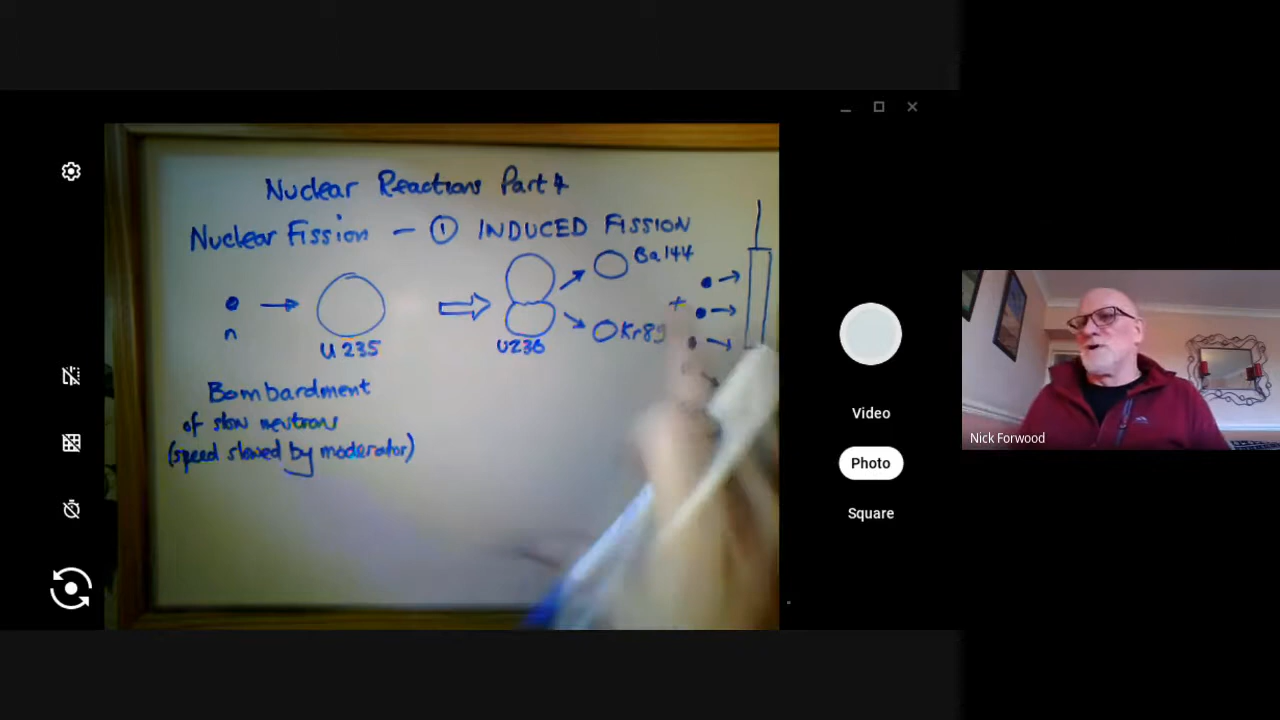 Nuclear Reactions Part 4
Nuclear Fission - ① INDUCED FISSION
Ba 144
+
n
U 235
U236
Kr89
Bombardment
of slow neutrons
(speed slowed by moderator)
Video
Photo
Square
Nick Forwood